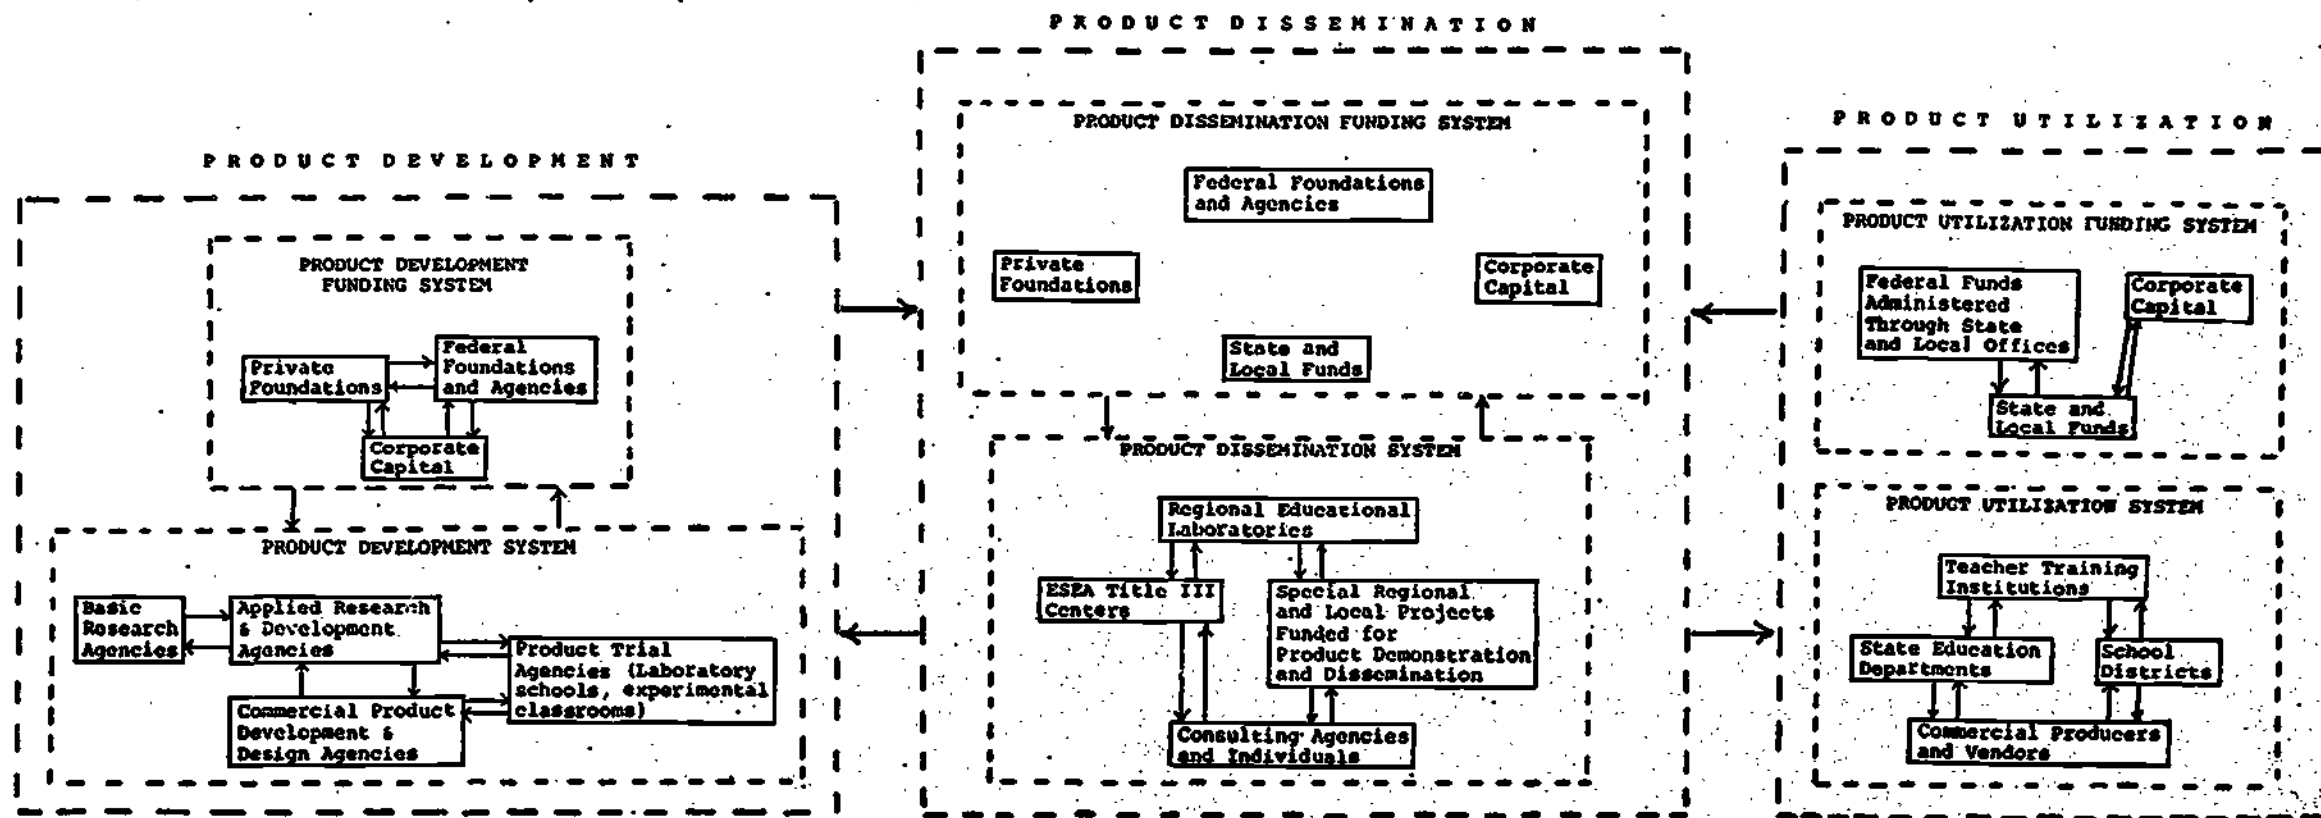 PRODUCT DEVELOPMENT
PRODUCT DEVELOPMENT
FUNDING SYSTEM
Private
Foundations
Federal
Foundations
and Agencies
Corporate
Capital
PRODUCT DEVELOPMENT SYSTEM
Basic
Research
Agencies
Applied Research
& Development
Agencies
Product Trial
Agencies (Laboratory
schools, experimental
classrooms)
Commercial Product
Development &
Design Agencies
PRODUCT DISSEMINATION
PRODUCT DISSEMINATION FUNDING SYSTEM
Federal Foundations
and Agencies
Private
Foundations
Corporate
Capital
State and
Local Funds
PRODUCT DISSEMINATION SYSTEM
Regional Educational
Laboratories
ESEA Title III
Centers
Special Regional
and Local Projects
Funded for
Product Demonstration
and Dissemination
Consulting Agencies
and Individuals
PRODUCT UTILIZATION
PRODUCT UTILIZATION FUNDING SYSTEM
Federal Funds
Administered
Through State
and Local Offices
Corporate
Capital
State and
Local Funds
PRODUCT UTILIZATION SYSTEM
Teacher Training
Institutions
State Education
Departments
School
Districts
Commercial Producers
and Vendors